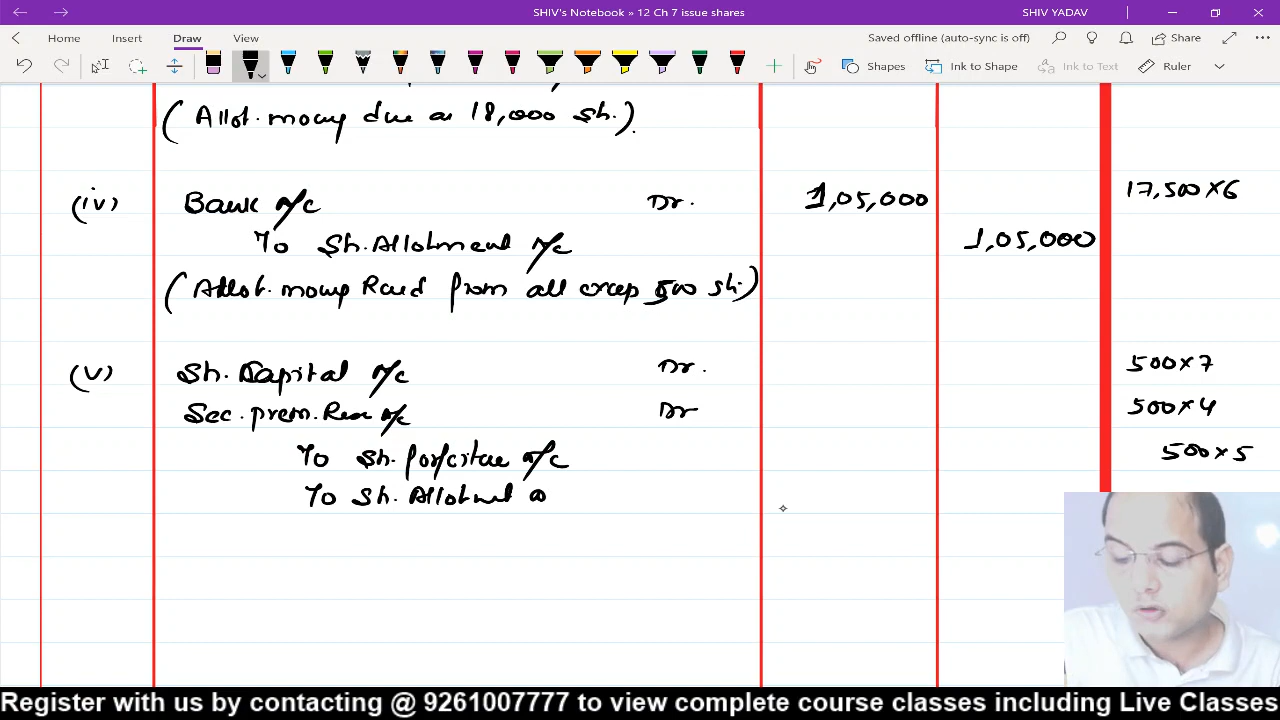 SHIV's Notebook » 12 Ch 7 issue shares
SHIV YADAV
Home Insert Draw View
Saved offline (auto-sync is off)
Share
Shapes
Ink to Shape
Ink to Text
Ruler
(Allot. money due on 18,000 sh.).
(iv) Bank A/c Dr. 1,05,000 17,500×6
To Sh. Allotment A/c 1,05,000
(Allot. money Recd from all excep 500 sh.)
(v) Sh. Capital A/c Dr. 500×7
Sec. prem. Res A/c Dr 500×4
To Sh. forfeiture A/c 500×5
To Sh. Allotment
Register with us by contacting @ 9261007777 to view complete course classes including Live Classes